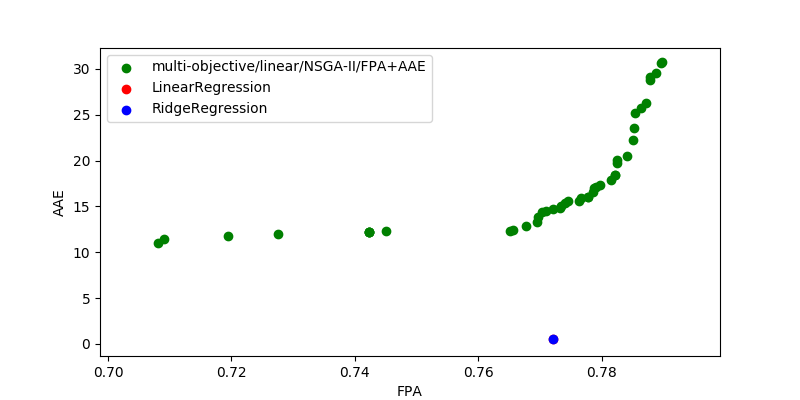 multi-objective/linear/NSGA-II/FPA+AAE
LinearRegression
RidgeRegression
30
25
20
15
10
5
0
AAE
0.70 0.72 0.74 0.76 0.78
FPA